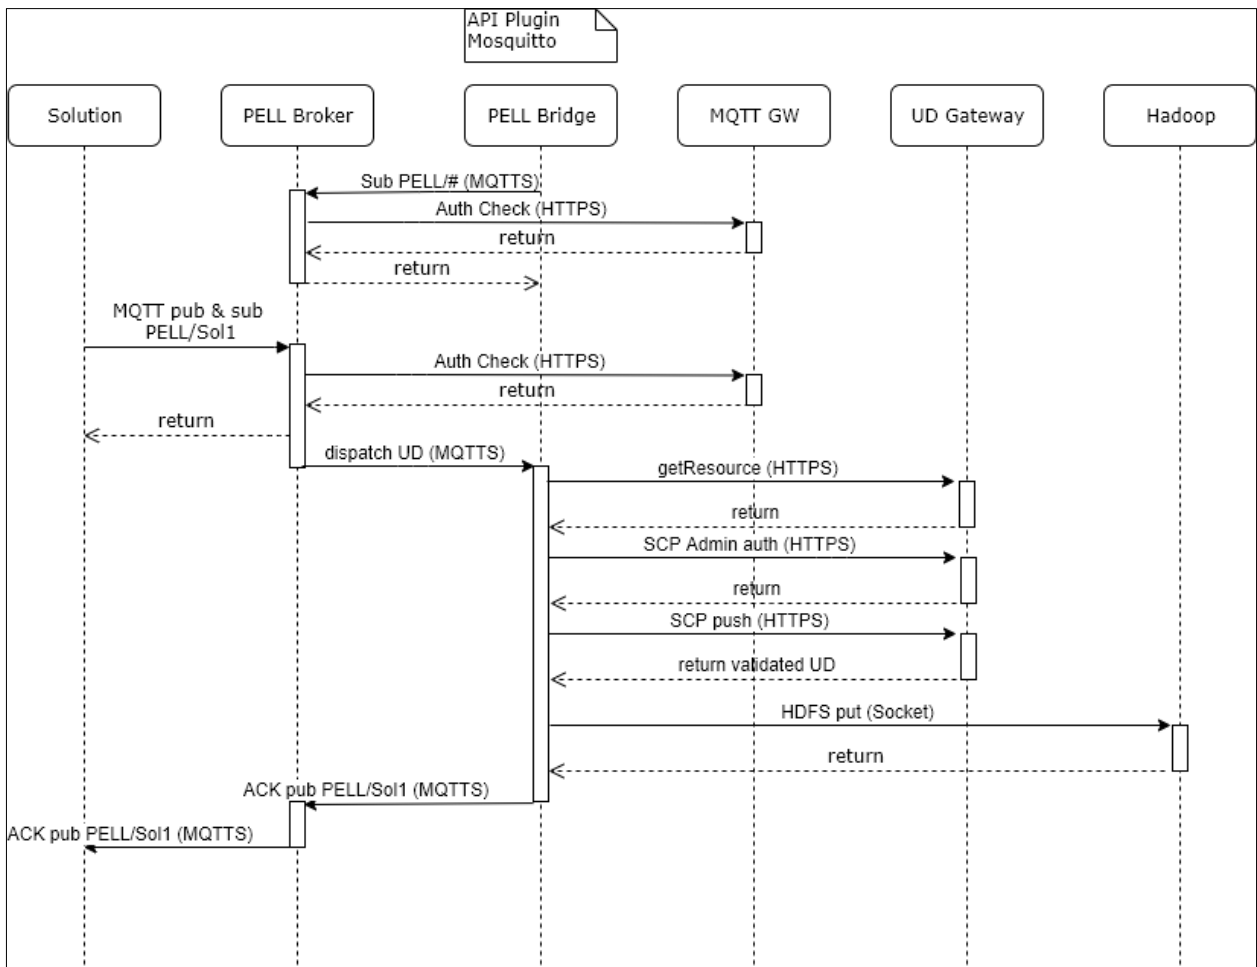 API Plugin
Mosquitto
Solution
PELL Broker
PELL Bridge
MQTT GW
UD Gateway
Hadoop
Sub PELL/# (MQTTS)
Auth Check (HTTPS)
return
return
MQTT pub & sub
PELL/Sol1
Auth Check (HTTPS)
return
return
dispatch UD (MQTTS)
getResource (HTTPS)
return
SCP Admin auth (HTTPS)
return
SCP push (HTTPS)
return validated UD
HDFS put (Socket)
return
ACK pub PELL/Sol1 (MQTTS)
ACK pub PELL/Sol1 (MQTTS)